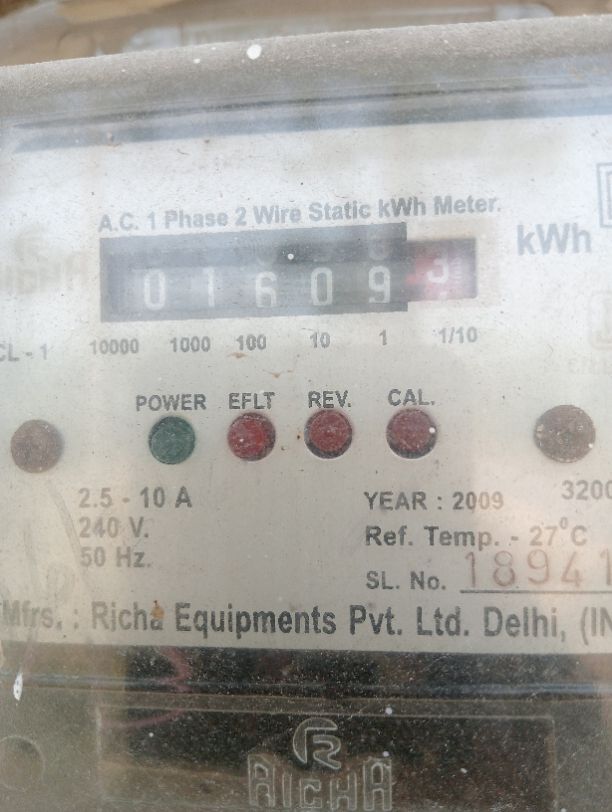 A.C. 1 Phase 2 Wire Static kWh Meter.
kWh
0 1 6 0 9 3
CL - 1 10000 1000 100 10 1 1/10
POWER EFLT REV. CAL.
2.5 - 10 A
240 V.
50 Hz.
3200
YEAR : 2009
Ref. Temp. - 27°C
SL. No. 18941
Mfrs. : Richa Equipments Pvt. Ltd. Delhi, (IN
RICHA